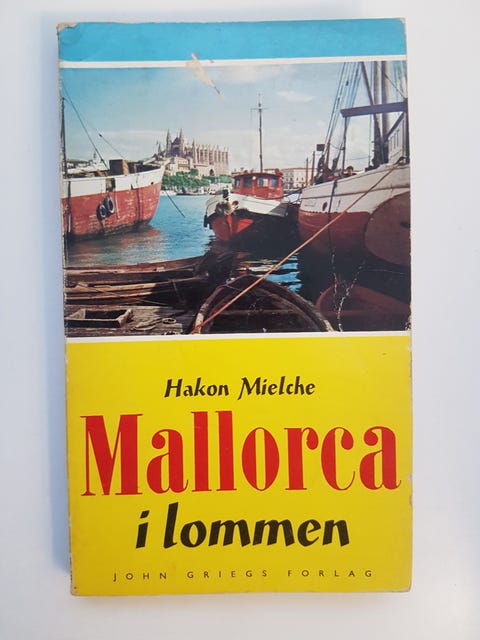 Hakon Mielche
Mallorca
i lommen
JOHN GRIEGS FORLAG